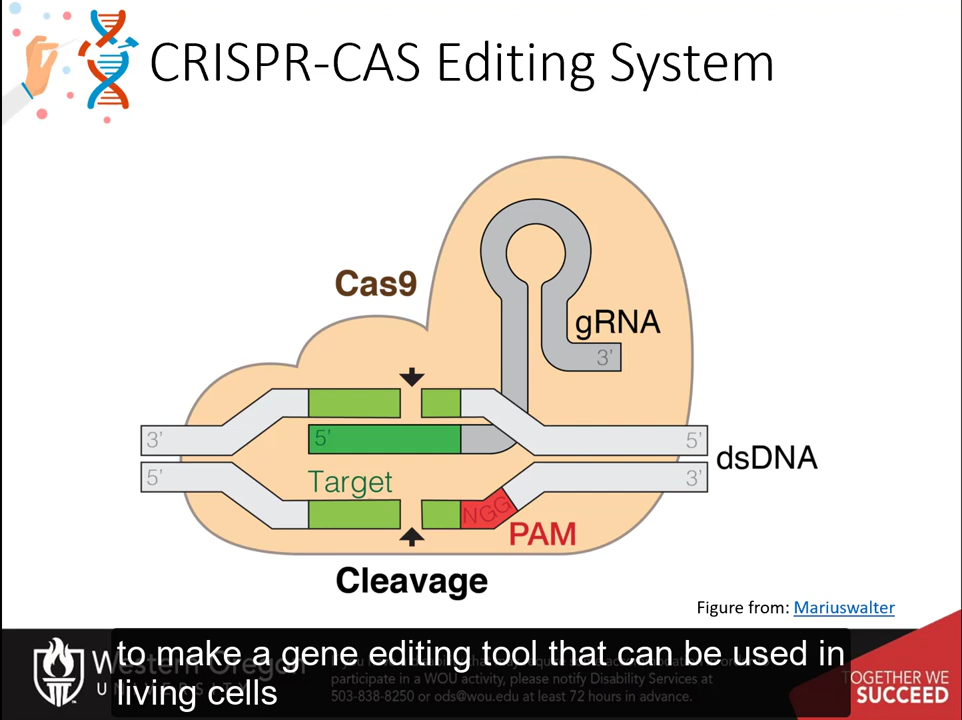 CRISPR-CAS Editing System
Cas9
gRNA
3'
3'
5'
5'
5'
3'
dsDNA
Target
NGG
PAM
Cleavage
Figure from: Mariuswalter
to make a gene editing tool that can be used in
living cells
participate in a WOU activity, please notify Disability Services at
503-838-8250 or ods@wou.edu at least 72 hours in advance.
TOGETHER WE
SUCCEED